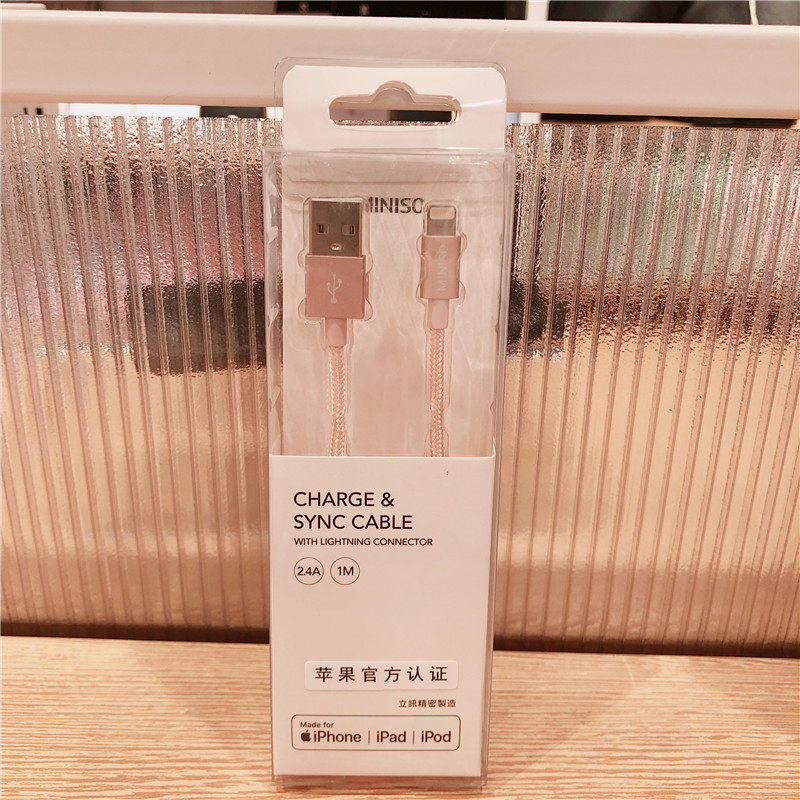 MINISO
MINISO
CHARGE &
SYNC CABLE
WITH LIGHTNING CONNECTOR
2.4A 1M
苹果官方认证
立訊精密製造
Made for
iPhone | iPad | iPod